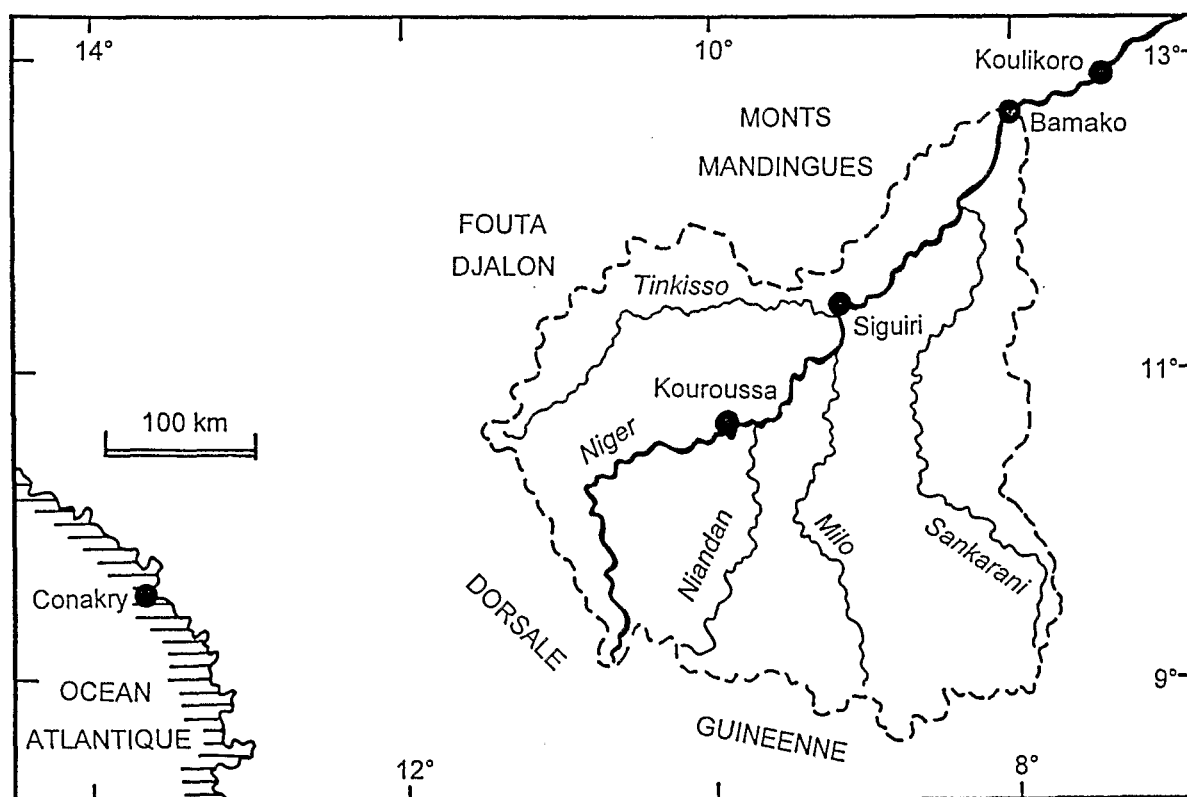 14°
10°
13°
Koulikoro
MONTS
MANDINGUES
Bamako
FOUTA
DJALON
Tinkisso
Siguiri
11°
Kouroussa
100 km
Niger
Niandan
Milo
Sankarani
Conakry
DORSALE
OCEAN
ATLANTIQUE
9°
GUINEENNE
12°
8°